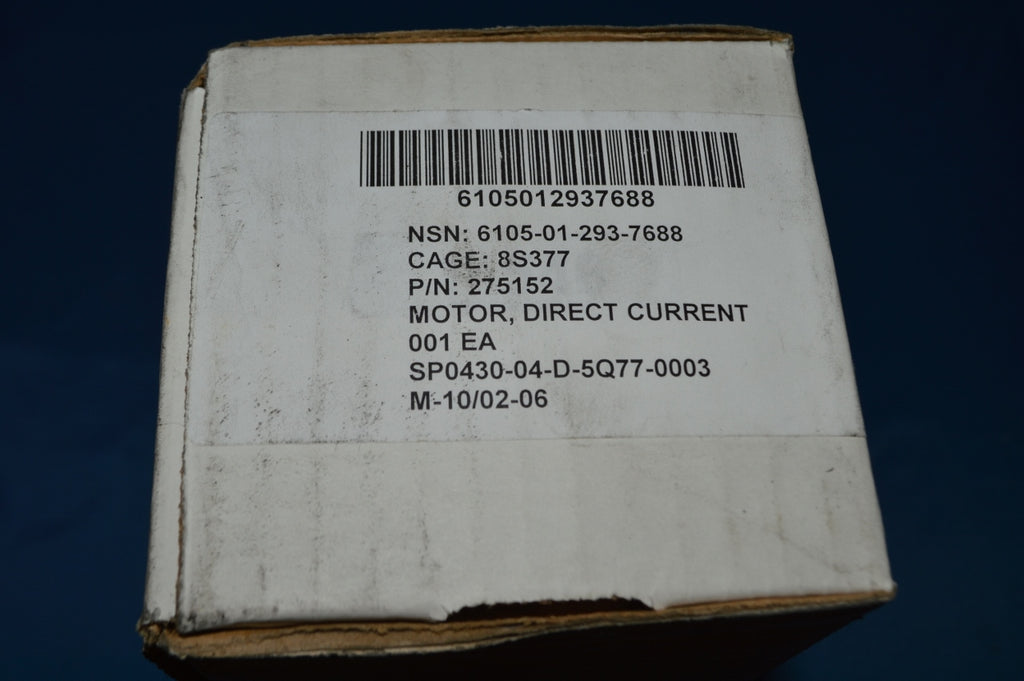 6105012937688
NSN: 6105-01-293-7688
CAGE: 8S377
P/N: 275152
MOTOR, DIRECT CURRENT
001 EA
SP0430-04-D-5Q77-0003
M-10/02-06